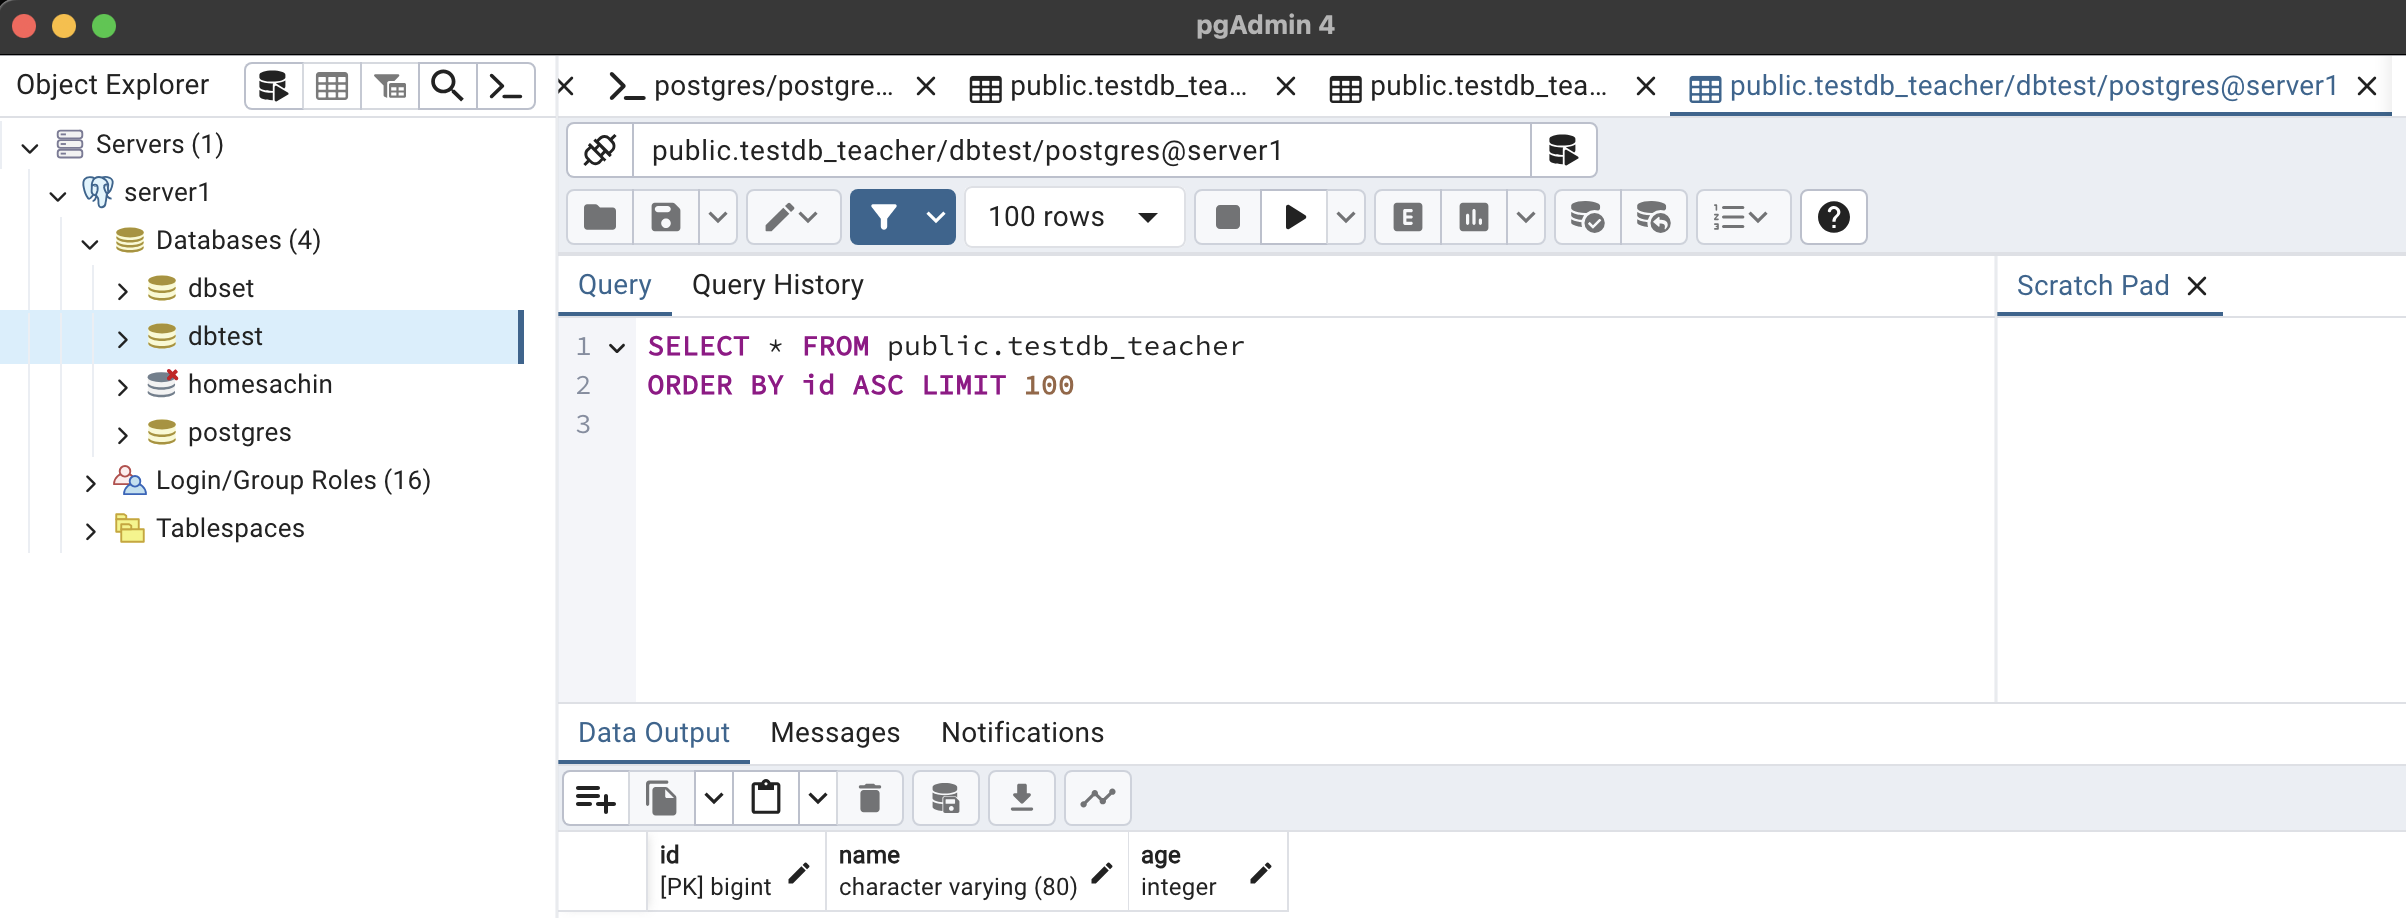 pgAdmin 4
Object Explorer
postgres/postgre...
public.testdb_tea...
public.testdb_tea...
public.testdb_teacher/dbtest/postgres@server1
Servers (1)
server1
Databases (4)
dbset
dbtest
homesachin
postgres
Login/Group Roles (16)
Tablespaces
public.testdb_teacher/dbtest/postgres@server1
100 rows
E
Query
Query History
Scratch Pad
1 SELECT * FROM public.testdb_teacher
2 ORDER BY id ASC LIMIT 100
3
Data Output
Messages
Notifications
id
[PK] bigint
name
character varying (80)
age
integer